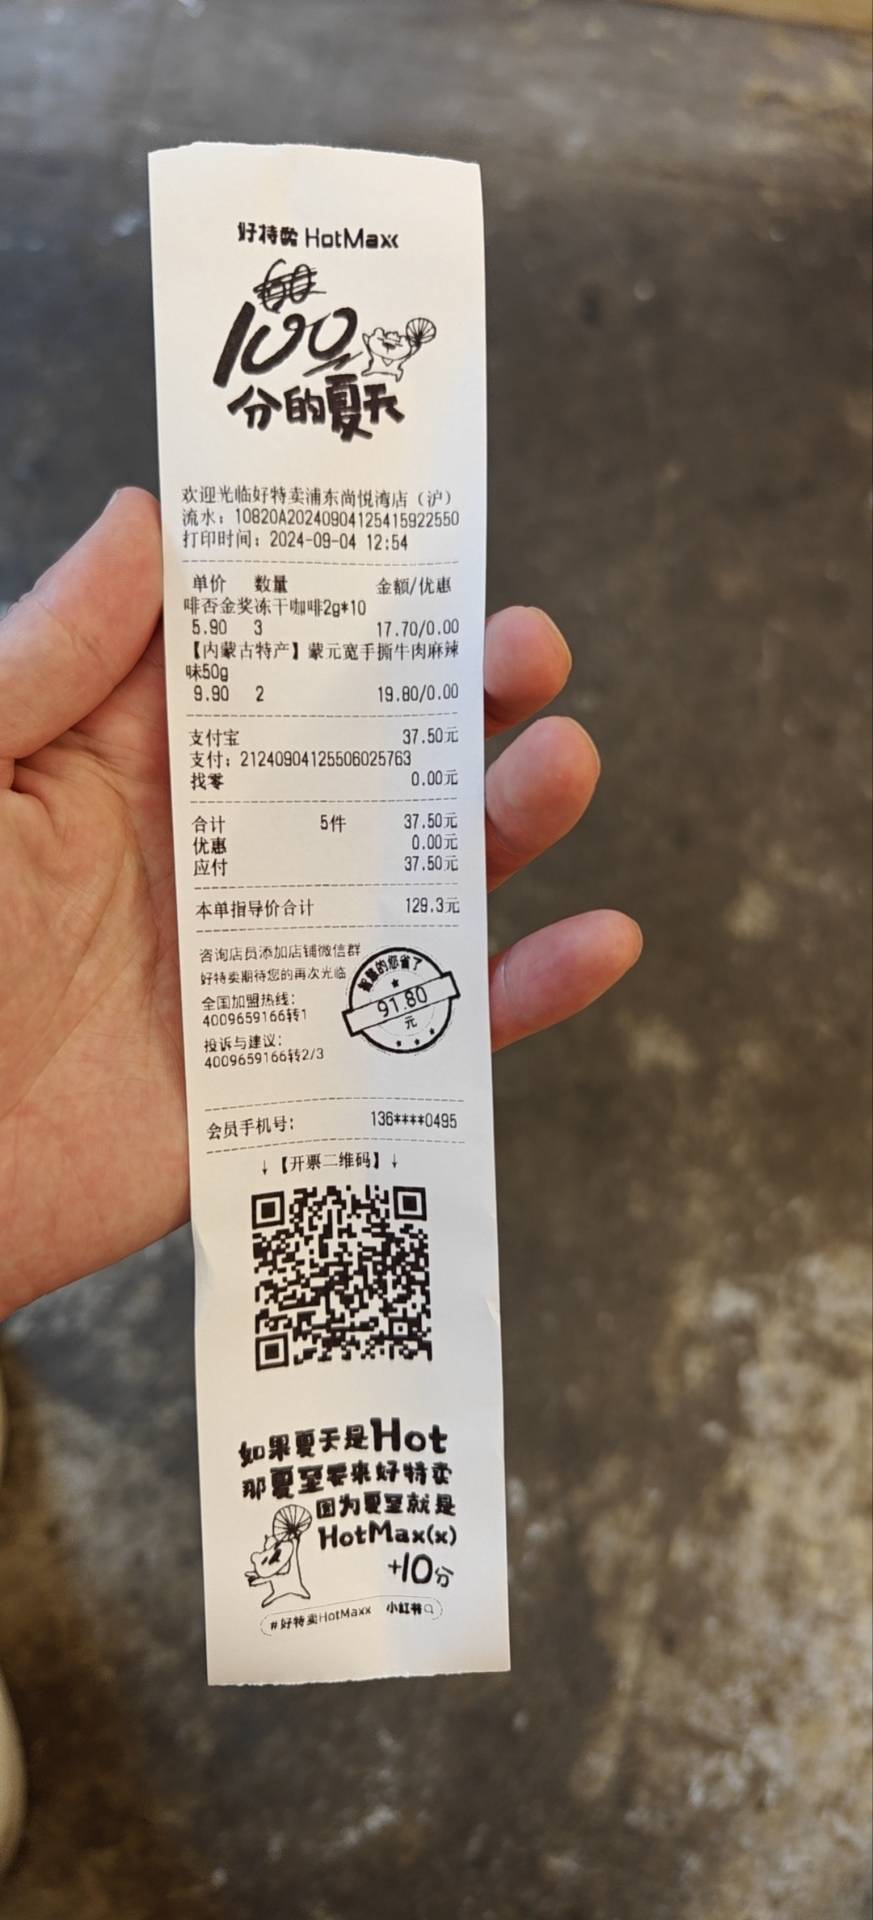 好特卖 HotMaxx
100
分的夏天
欢迎光临好特卖浦东尚悦湾店（沪）
流水：10820A20240904125415922550
打印时间：2024-09-04 12:54
单价 数量 金额/优惠
啡否金奖冻干咖啡2g*10
5.90 3 17.70/0.00
【内蒙古特产】蒙元宽手撕牛肉麻辣
味50g
9.90 2 19.80/0.00
支付宝 37.50元
支付：21240904125506025763
找零 0.00元
合计 5件 37.50元
优惠 0.00元
应付 37.50元
本单指导价合计 129.3元
咨询店员添加店铺微信群
好特卖期待您的再次光临
全国加盟热线：
4009659166转1
投诉与建议：
4009659166转2/3
的您省了
91.80
元
会员手机号： 136****0495
↓【开票二维码】↓
如果夏天是Hot
那夏至要来好特卖
因为夏至就是
HotMax(x)
+10分
#好特卖HotMaxx 小红书